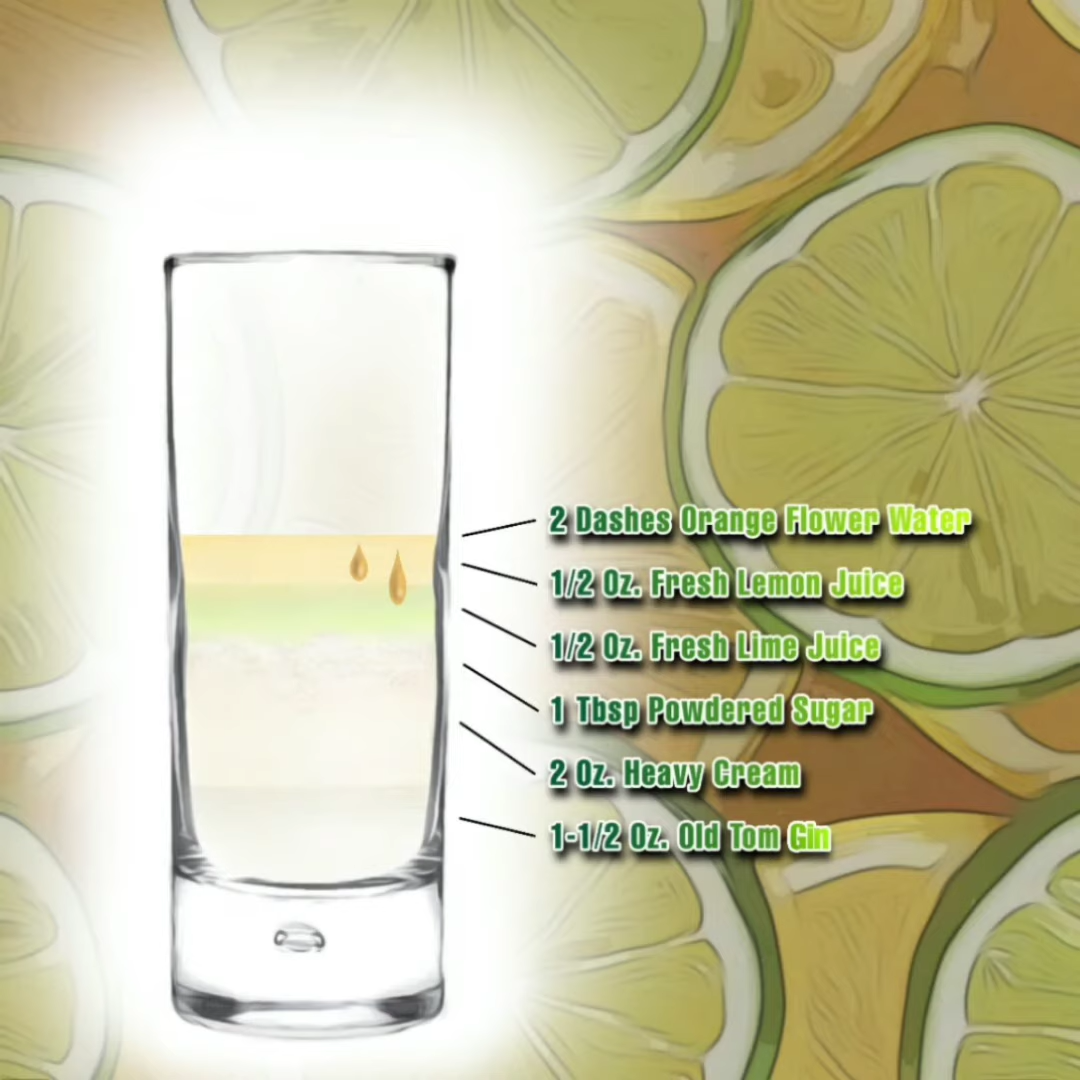 2 Dashes Orange Flower Water
1/2 Oz. Fresh Lemon Juice
1/2 Oz. Fresh Lime Juice
1 Tbsp Powdered Sugar
2 Oz. Heavy Cream
1-1/2 Oz. Old Tom Gin